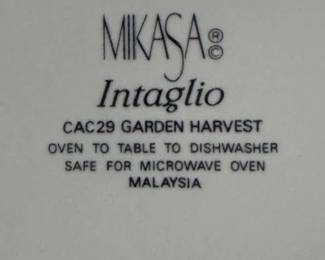 MIKASA®©
Intaglio
CAC29 GARDEN HARVEST
OVEN TO TABLE TO DISHWASHER
SAFE FOR MICROWAVE OVEN
MALAYSIA